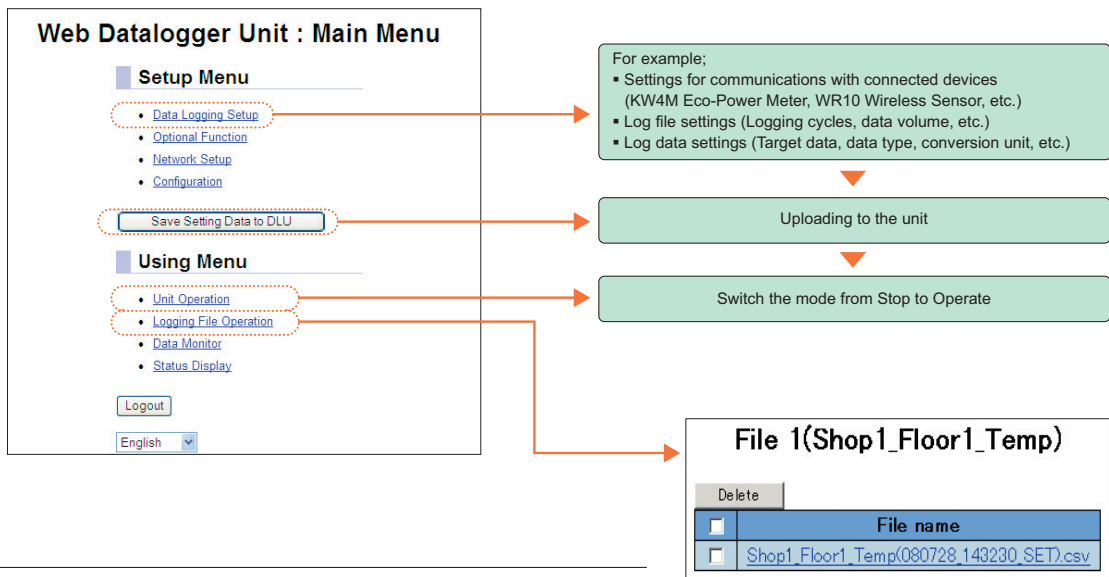 Web Datalogger Unit : Main Menu
Setup Menu
• Data Logging Setup
• Optional Function
• Network Setup
• Configuration
Save Setting Data to DLU
Using Menu
• Unit Operation
• Logging File Operation
• Data Monitor
• Status Display
Logout
English
For example;
▪ Settings for communications with connected devices
(KW4M Eco-Power Meter, WR10 Wireless Sensor, etc.)
▪ Log file settings (Logging cycles, data volume, etc.)
▪ Log data settings (Target data, data type, conversion unit, etc.)
Uploading to the unit
Switch the mode from Stop to Operate
File 1(Shop1_Floor1_Temp)
Delete
File name
Shop1_Floor1_Temp(080728_143230_SET).csv